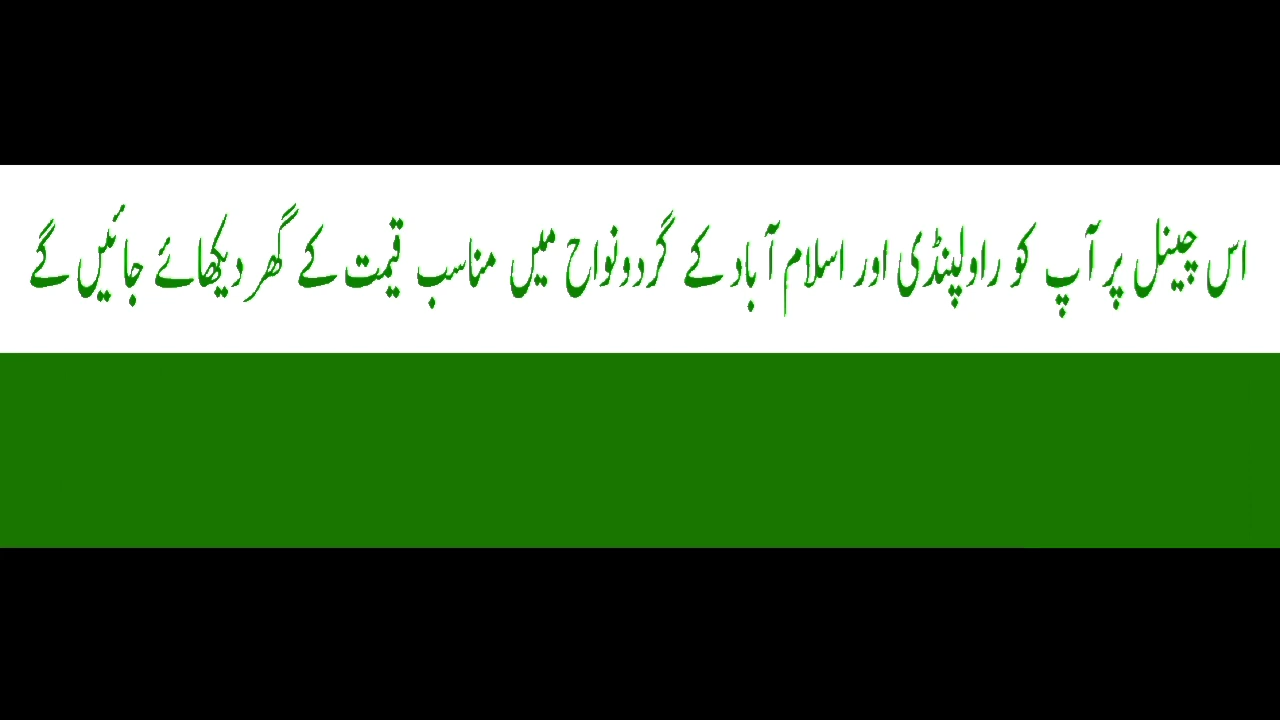 اس چینل پر آپ کو راولپنڈی اور اسلام آباد کے گردونواح میں مناسب قیمت کے گھر دیکھائے جائیں گے